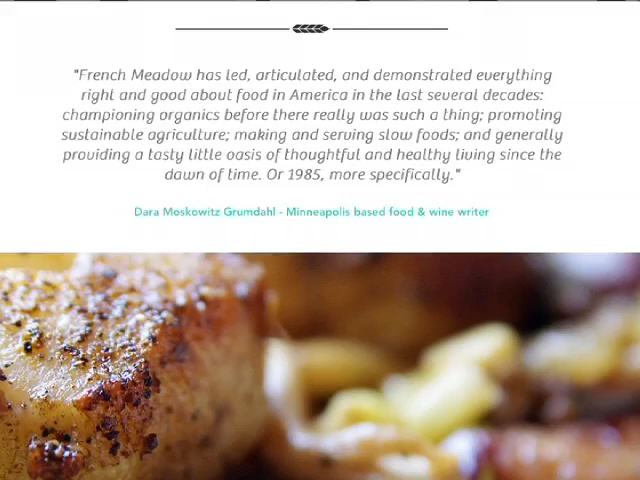 "French Meadow has led, articulated, and demonstrated everything
right and good about food in America in the last several decades:
championing organics before there really was such a thing; promoting
sustainable agriculture; making and serving slow foods; and generally
providing a tasty little oasis of thoughtful and healthy living since the
dawn of time. Or 1985, more specifically."
Dara Moskowitz Grumdahl - Minneapolis based food & wine writer